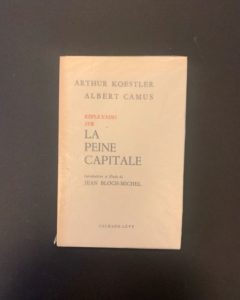 ARTHUR KOESTLER
ALBERT CAMUS
RÉFLEXIONS
SUR
LA
PEINE
CAPITALE
Introduction et Étude de
JEAN BLOCH-MICHEL
CALMANN-LÉVY